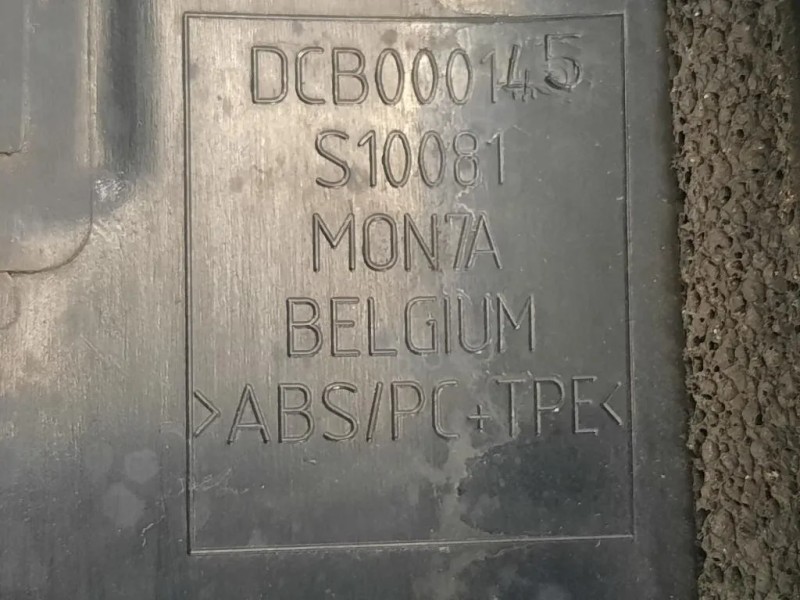 DCB000145
S10081
MON7A
BELGIUM
>ABS/PC+TPE<